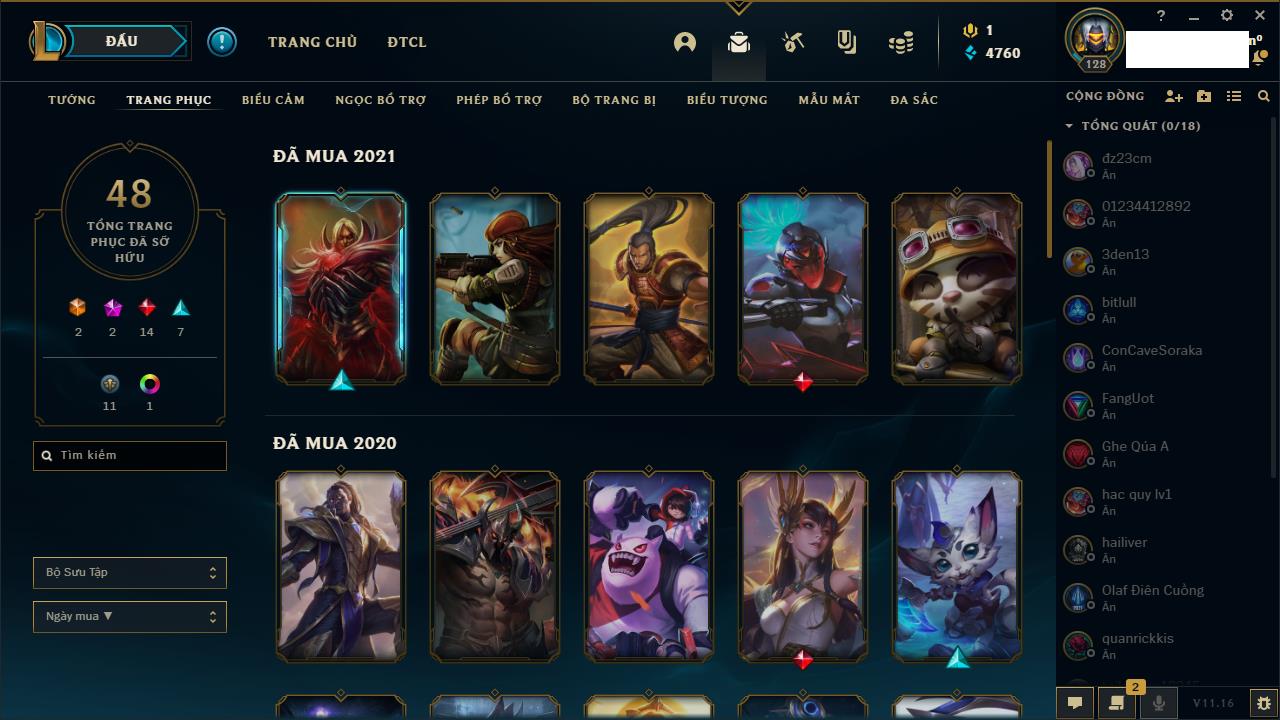 ĐẤU
!
TRANG CHỦ
ĐTCL
1
4760
?
nº
128
TƯỚNG
TRANG PHỤC
BIỂU CẢM
NGỌC BỔ TRỢ
PHÉP BỔ TRỢ
BỘ TRANG BỊ
BIỂU TƯỢNG
MẪU MẮT
ĐA SẮC
CỘNG ĐỒNG
TỔNG QUÁT (0/18)
48
TỔNG TRANG
PHỤC ĐÃ SỞ
HỮU
2
2
14
7
11
1
Tìm kiếm
Bộ Sưu Tập
Ngày mua ▼
ĐÃ MUA 2021
ĐÃ MUA 2020
đz23cm
Ẩn
01234412892
Ẩn
3den13
Ẩn
bitlull
Ẩn
ConCaveSoraka
Ẩn
FangUot
Ẩn
Ghe Qúa A
Ẩn
hac quy lv1
Ẩn
hailiver
Ẩn
Olaf Điên Cuồng
Ẩn
quanrickkis
Ẩn
2
V11.16